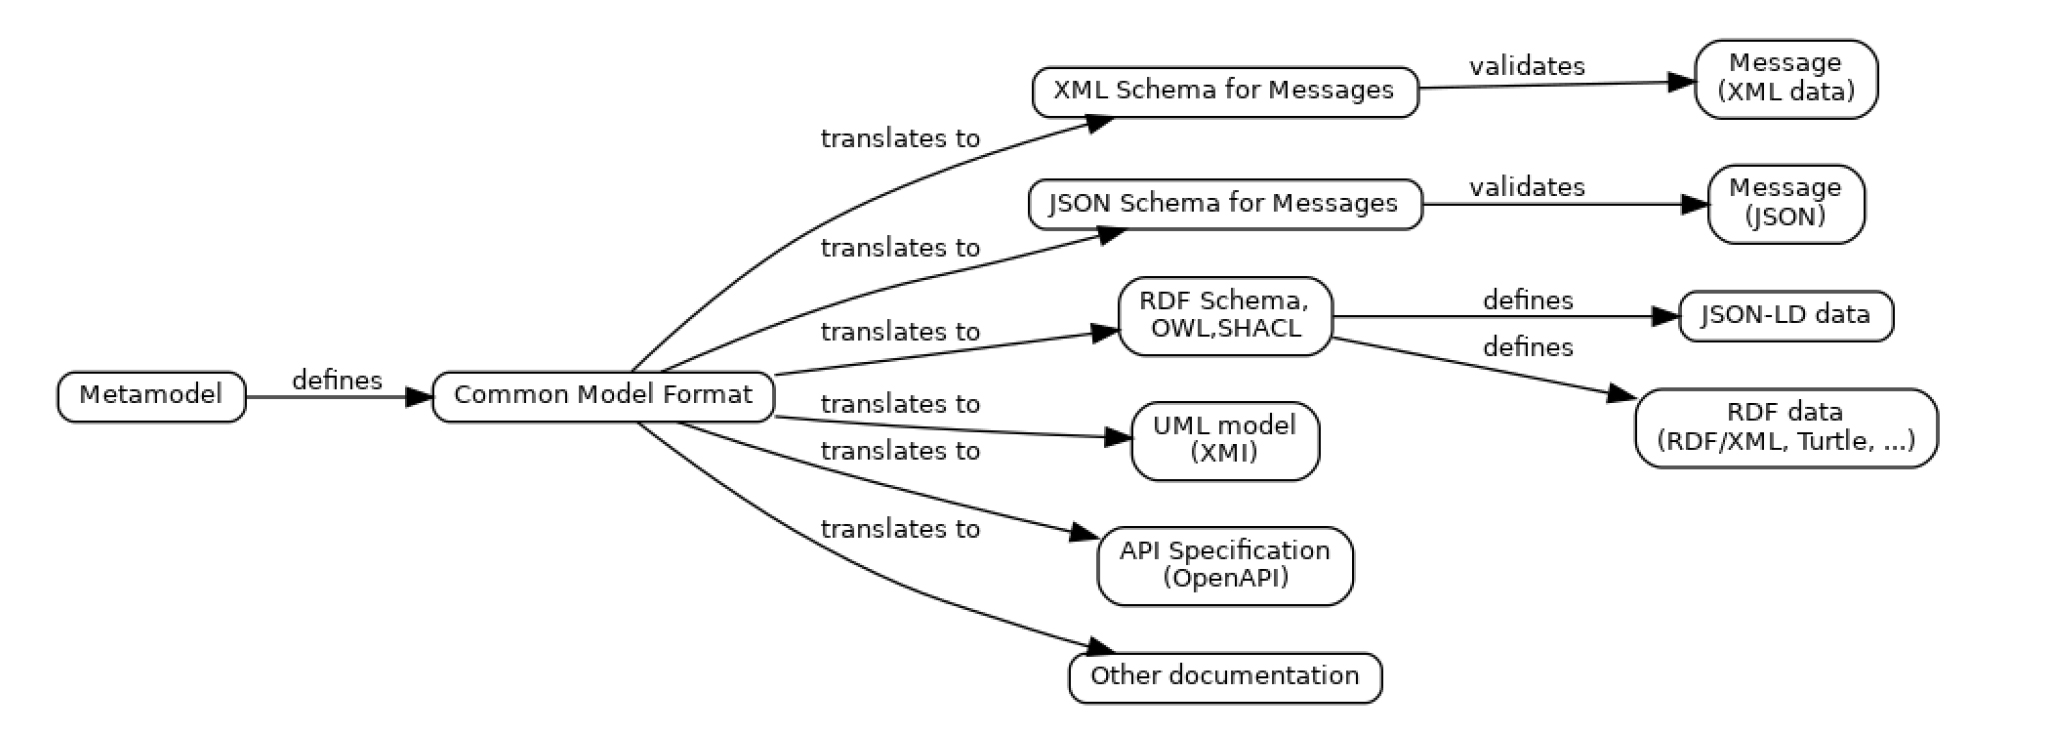 Metamodel
defines
Common Model Format
translates to
XML Schema for Messages
validates
Message
(XML data)
translates to
JSON Schema for Messages
validates
Message
(JSON)
translates to
RDF Schema,
OWL,SHACL
defines
JSON-LD data
defines
RDF data
(RDF/XML, Turtle, ...)
translates to
UML model
(XMI)
translates to
API Specification
(OpenAPI)
translates to
Other documentation